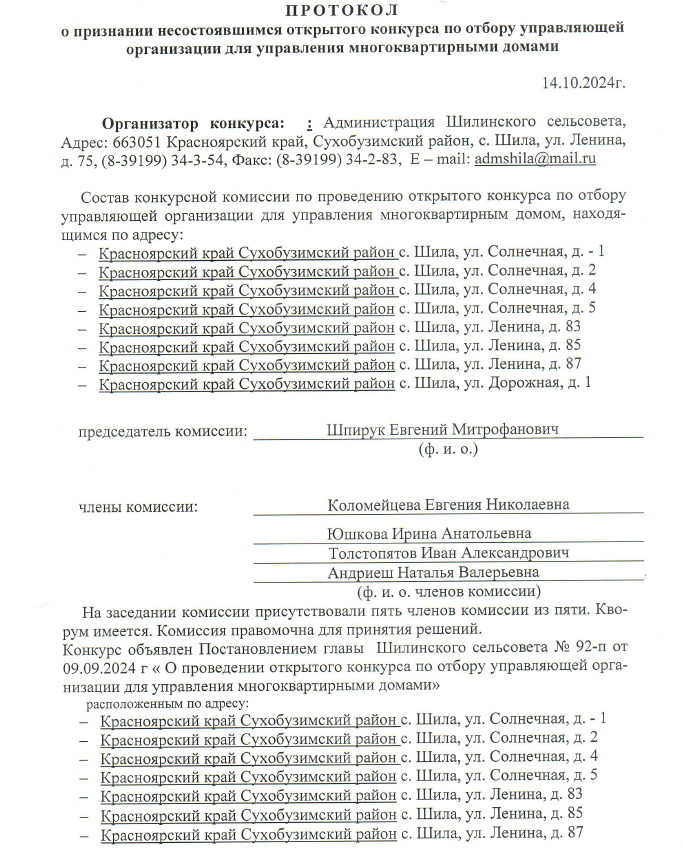 П Р О Т О К О Л
о признании несостоявшимся открытого конкурса по отбору управляющей
организации для управления многоквартирными домами
14.10.2024г.
Организатор конкурса: : Администрация Шилинского сельсовета,
Адрес: 663051 Красноярский край, Сухобузимский район, с. Шила, ул. Ленина,
д. 75, (8-39199) 34-3-54, Факс: (8-39199) 34-2-83, Е – mail: admshila@mail.ru
Состав конкурсной комиссии по проведению открытого конкурса по отбору
управляющей организации для управления многоквартирным домом, находя-
щимся по адресу:
– Красноярский край Сухобузимский район с. Шила, ул. Солнечная, д. - 1
– Красноярский край Сухобузимский район с. Шила, ул. Солнечная, д. 2
– Красноярский край Сухобузимский район с. Шила, ул. Солнечная, д. 4
– Красноярский край Сухобузимский район с. Шила, ул. Солнечная, д. 5
– Красноярский край Сухобузимский район с. Шила, ул. Ленина, д. 83
– Красноярский край Сухобузимский район с. Шила, ул. Ленина, д. 85
– Красноярский край Сухобузимский район с. Шила, ул. Ленина, д. 87
– Красноярский край Сухобузимский район с. Шила, ул. Дорожная, д. 1
председатель комиссии: Шпирук Евгений Митрофанович
(ф. и. о.)
члены комиссии: Коломейцева Евгения Николаевна
Юшкова Ирина Анатольевна
Толстопятов Иван Александрович
Андриеш Наталья Валерьевна
(ф. и. о. членов комиссии)
На заседании комиссии присутствовали пять членов комиссии из пяти. Кво-
рум имеется. Комиссия правомочна для принятия решений.
Конкурс объявлен Постановлением главы Шилинского сельсовета № 92-п от
09.09.2024 г « О проведении открытого конкурса по отбору управляющей орга-
низации для управления многоквартирными домами»
расположенным по адресу:
– Красноярский край Сухобузимский район с. Шила, ул. Солнечная, д. - 1
– Красноярский край Сухобузимский район с. Шила, ул. Солнечная, д. 2
– Красноярский край Сухобузимский район с. Шила, ул. Солнечная, д. 4
– Красноярский край Сухобузимский район с. Шила, ул. Солнечная, д. 5
– Красноярский край Сухобузимский район с. Шила, ул. Ленина, д. 83
– Красноярский край Сухобузимский район с. Шила, ул. Ленина, д. 85
– Красноярский край Сухобузимский район с. Шила, ул. Ленина, д. 87